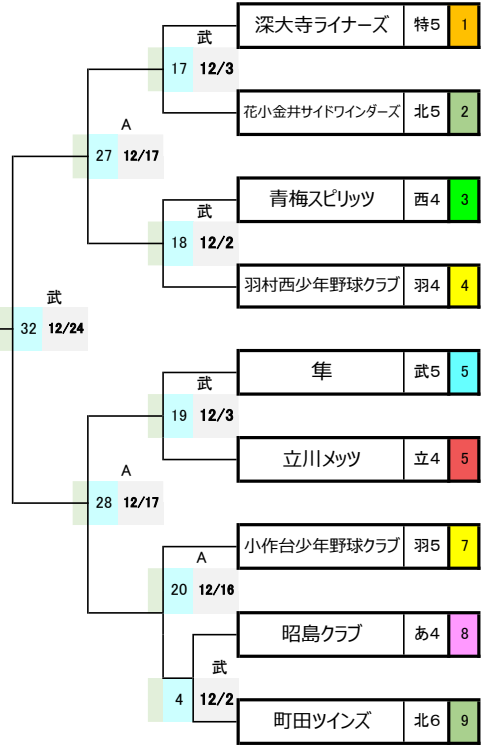 深大寺ライナーズ 特5 1
武
17 12/3
花小金井サイドワインダーズ 北5 2
A
27 12/17
青梅スピリッツ 西4 3
武
18 12/2
羽村西少年野球クラブ 羽4 4
武
32 12/24
隼 武5 5
武
19 12/3
立川メッツ 立4 5
A
28 12/17
小作台少年野球クラブ 羽5 7
A
20 12/16
昭島クラブ あ4 8
武
4 12/2
町田ツインズ 北6 9